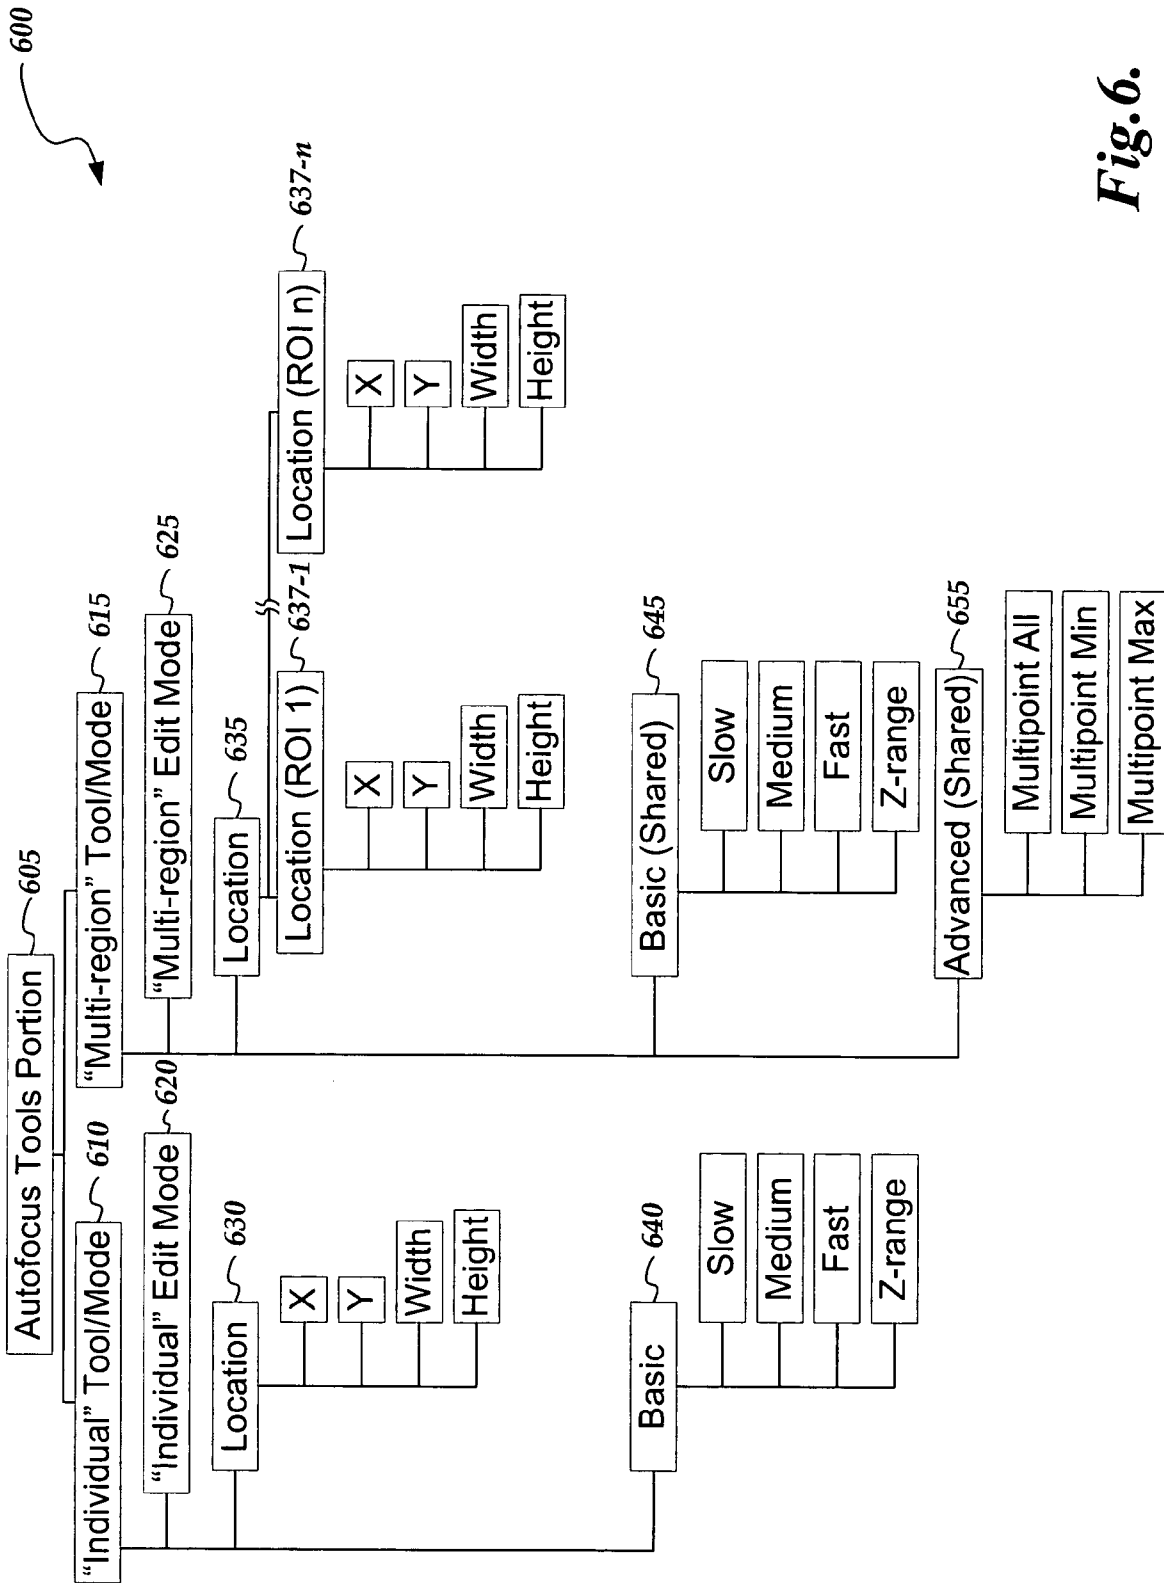 600
Autofocus Tools Portion
605
“Individual” Tool/Mode
610
“Individual” Edit Mode
620
Location
630
X
Y
Width
Height
Basic
640
Slow
Medium
Fast
Z-range
“Multi-region” Tool/Mode
615
“Multi-region” Edit Mode
625
Location
635
Location (ROI 1)
637-1
X
Y
Width
Height
Location (ROI n)
637-n
X
Y
Width
Height
Basic (Shared)
645
Slow
Medium
Fast
Z-range
Advanced (Shared)
655
Multipoint All
Multipoint Min
Multipoint Max
Fig.6.